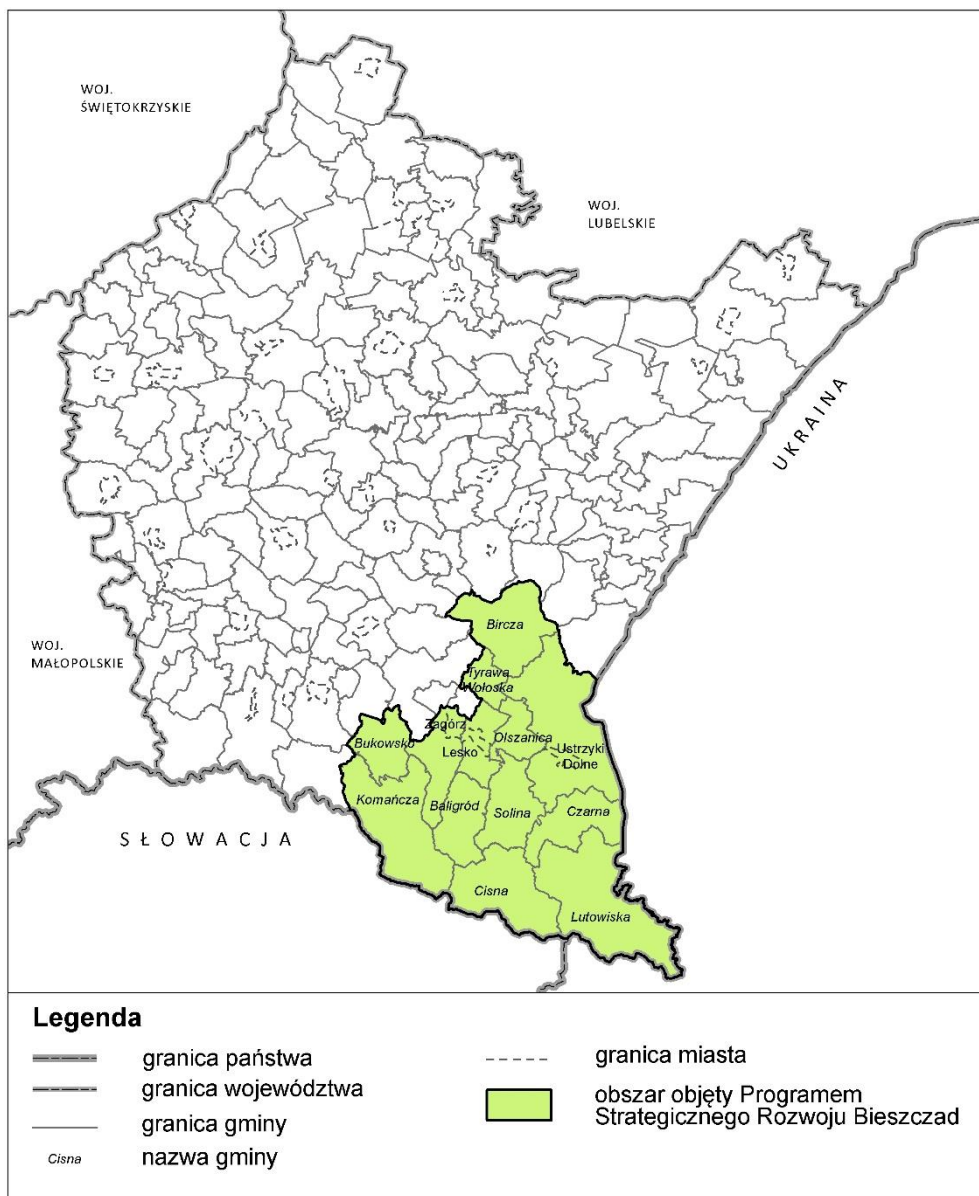 WOJ.
ŚWIĘTOKRZYSKIE
WOJ.
LUBELSKIE
UKRAINA
WOJ.
MAŁOPOLSKIE
SŁOWACJA
Bircza
Tyrawa
Wołoska
Zagórz
Bukowsko
Lesko
Olszanica
Ustrzyki
Dolne
Komańcza
Baligród
Solina
Czarna
Cisna
Lutowiska
Legenda
granica państwa
granica województwa
granica gminy
Cisna nazwa gminy
granica miasta
obszar objęty Programem
Strategicznego Rozwoju Bieszczad